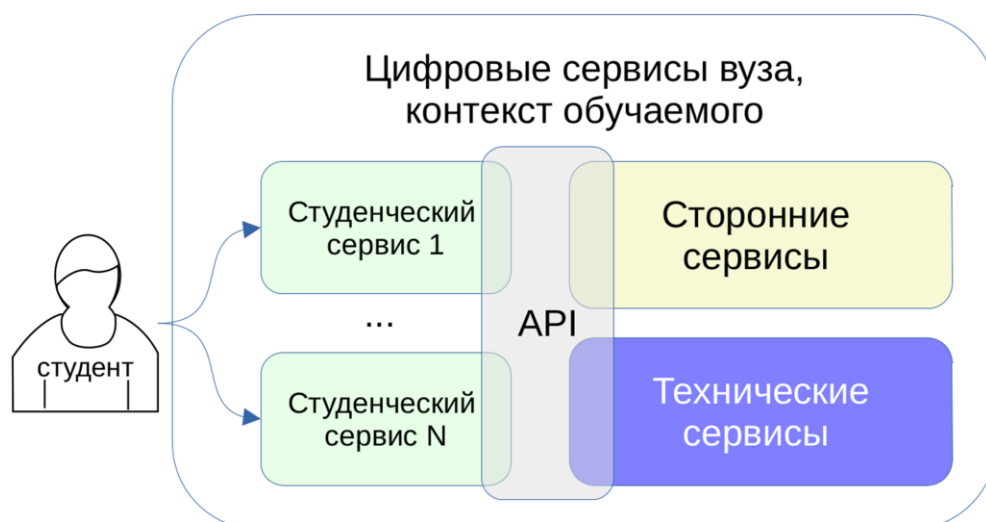 Цифровые сервисы вуза,
контекст обучаемого
Студенческий
сервис 1
Сторонние
сервисы
...
API
студент
Студенческий
сервис N
Технические
сервисы